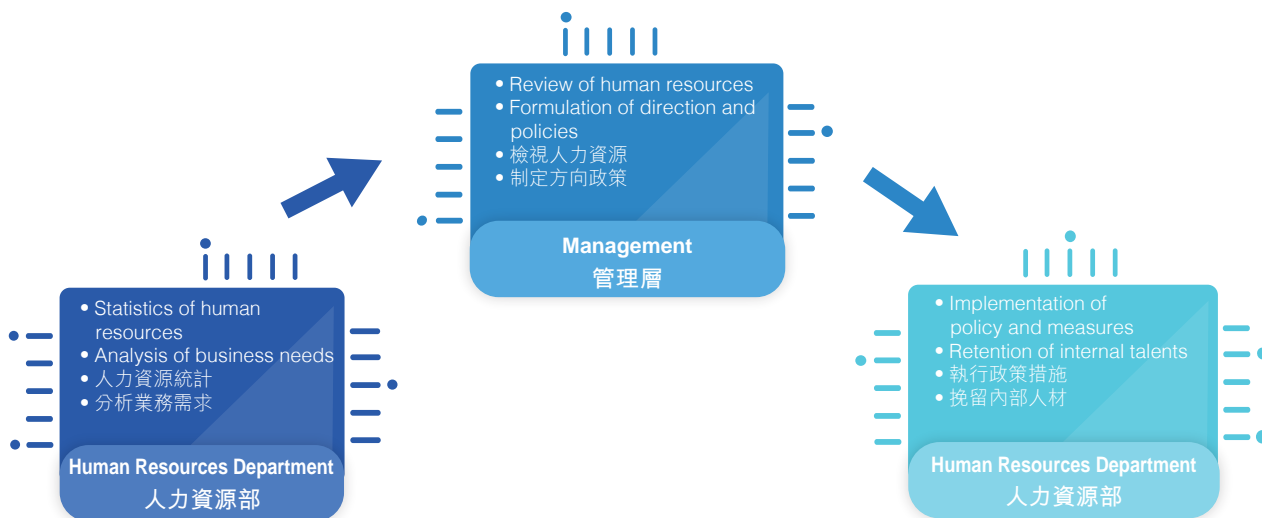 • Review of human resources
• Formulation of direction and
policies
• 檢視人力資源
• 制定方向政策
Management
管理層
• Statistics of human
resources
• Analysis of business needs
• 人力資源統計
• 分析業務需求
Human Resources Department
人力資源部
• Implementation of
policy and measures
• Retention of internal talents
• 執行政策措施
• 挽留內部人材
Human Resources Department
人力資源部